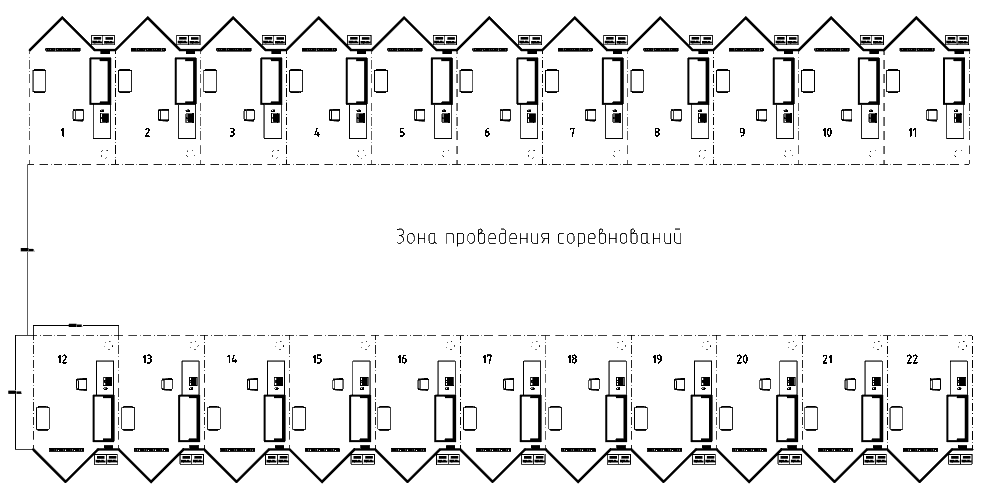 1 2 3 4 5 6 7 8 9 10 11
Зона проведения соревнований
12 13 14 15 16 17 18 19 20 21 22